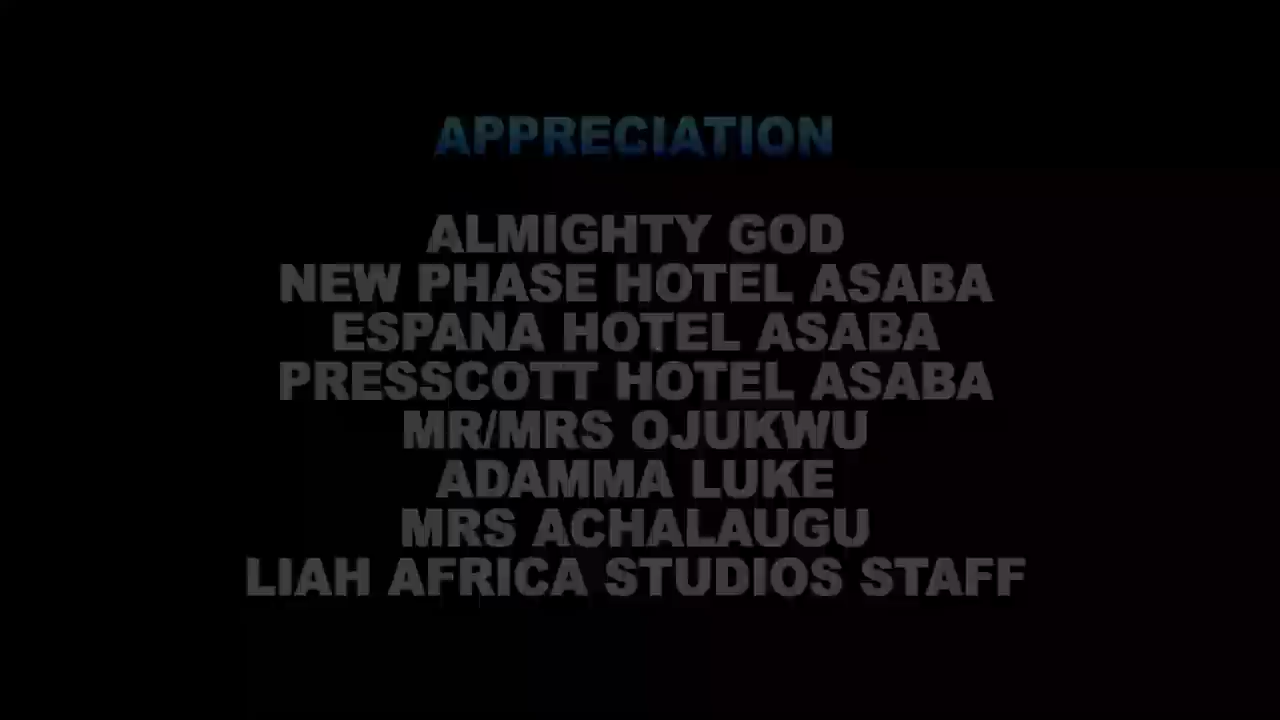 APPRECIATION
ALMIGHTY GOD
NEW PHASE HOTEL ASABA
ESPANA HOTEL ASABA
PRESSCOTT HOTEL ASABA
MR/MRS OJUKWU
ADAMMA LUKE
MRS ACHALAUGU
LIAH AFRICA STUDIOS STAFF